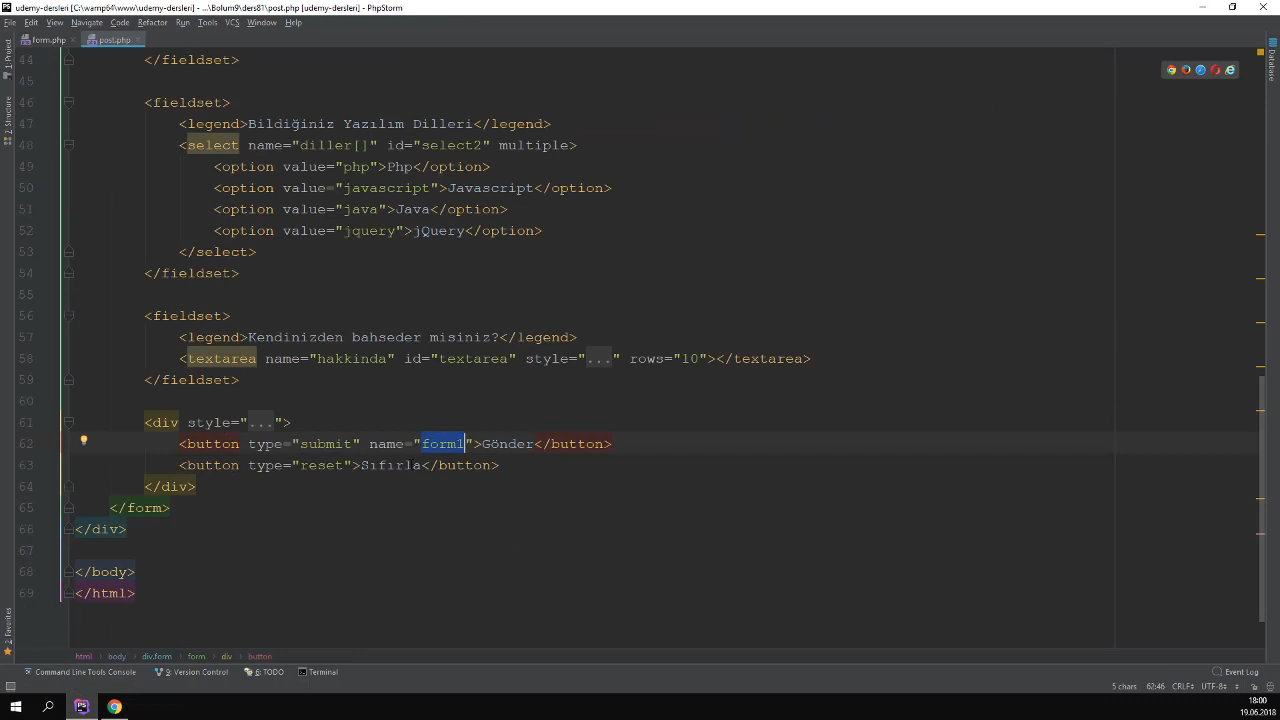 udemy-dersleri [C:\wamp64\www\udemy-dersleri] - ...\Bolum9\ders81\post.php - PhpStorm
File Edit View Navigate Code Refactor Run Tools VCS Window Help
form.php post.php
1: Project
Z: Structure
2: Favorites
Database
44 </fieldset>
45
46 <fieldset>
47 <legend>Bildiğiniz Yazılım Dilleri</legend>
48 <select name="diller[]" id="select2" multiple>
49 <option value="php">Php</option>
50 <option value="javascript">Javascript</option>
51 <option value="java">Java</option>
52 <option value="jquery">jQuery</option>
53 </select>
54 </fieldset>
55
56 <fieldset>
57 <legend>Kendinizden bahseder misiniz?</legend>
58 <textarea name="hakkinda" id="textarea" style="..." rows="10"></textarea>
59 </fieldset>
60
61 <div style="...">
62 <button type="submit" name="form1">Gönder</button>
63 <button type="reset">Sıfırla</button>
64 </div>
65 </form>
66 </div>
67
68 </body>
69 </html>
html body div.form form div button
Command Line Tools Console 9: Version Control 6: TODO Terminal Event Log
5 chars 62:46 CRLF UTF-8
PS 18:00
19.06.2018